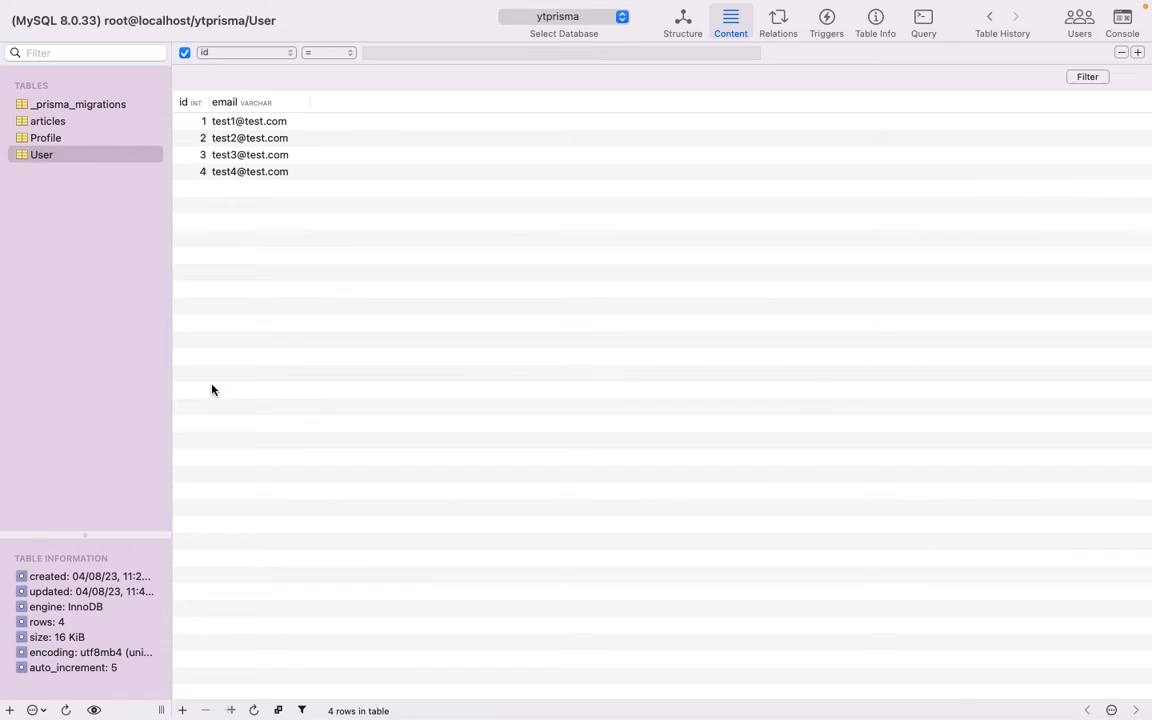 (MySQL 8.0.33) root@localhost/ytprisma/User
ytprisma
Select Database
Structure
Content
Relations
Triggers
Table Info
Query
Table History
Users
Console
Filter
id
=
Filter
TABLES
_prisma_migrations
articles
Profile
User
id INT
email VARCHAR
1 test1@test.com
2 test2@test.com
3 test3@test.com
4 test4@test.com
TABLE INFORMATION
created: 04/08/23, 11:2...
updated: 04/08/23, 11:4...
engine: InnoDB
rows: 4
size: 16 KiB
encoding: utf8mb4 (uni...
auto_increment: 5
4 rows in table